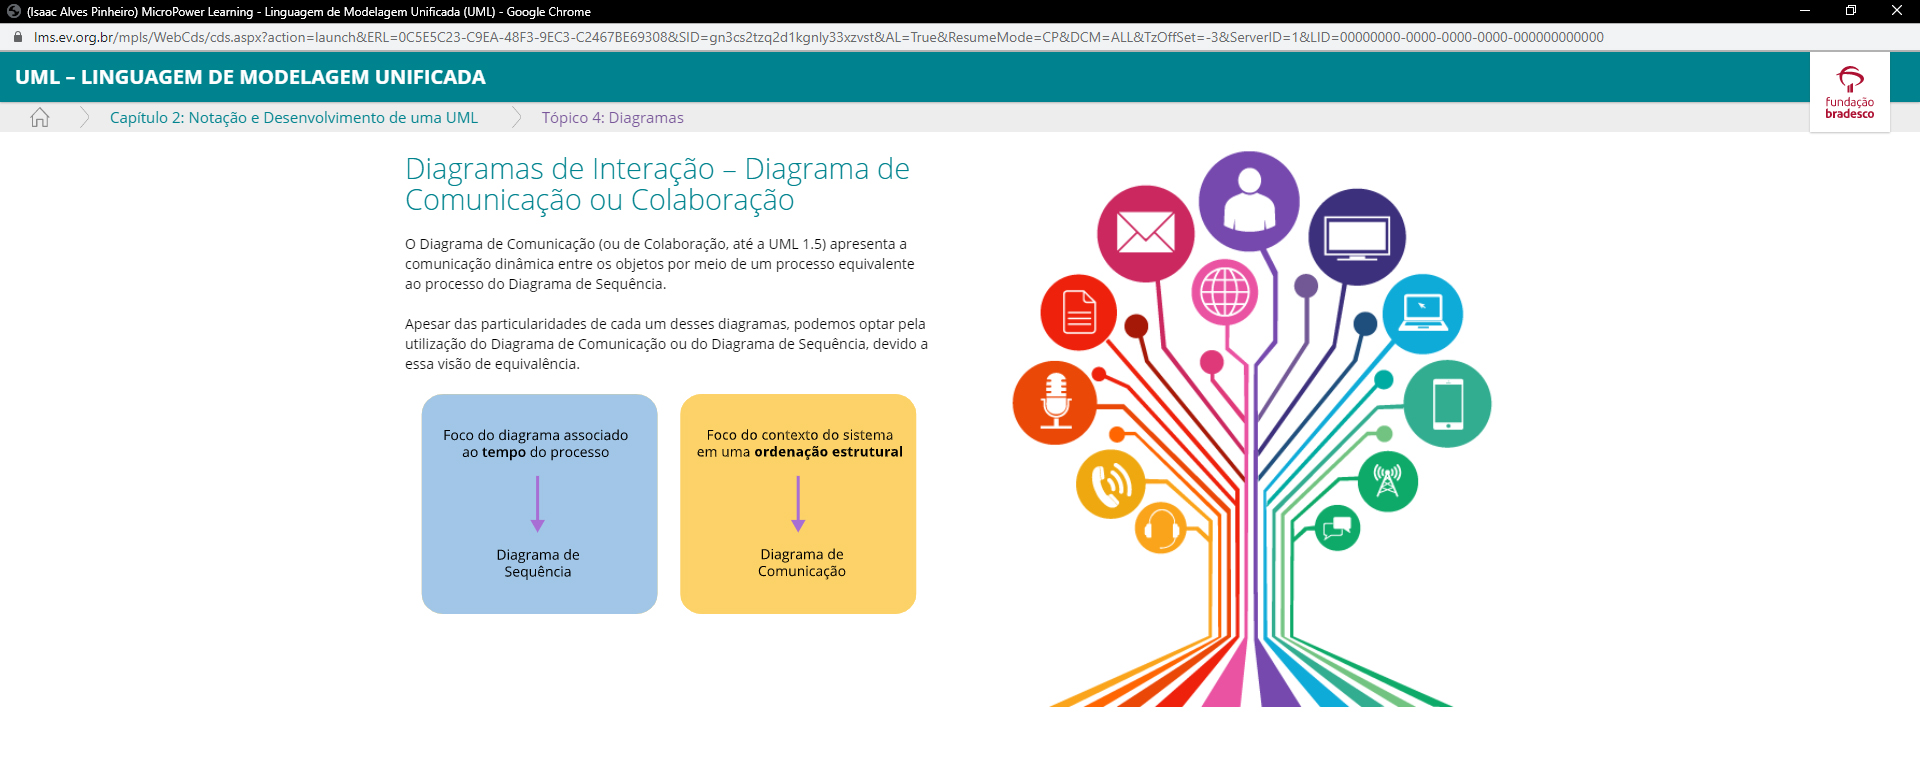 (Isaac Alves Pinheiro) MicroPower Learning - Linguagem de Modelagem Unificada (UML) - Google Chrome
lms.ev.org.br/mpls/WebCds/cds.aspx?action=launch&ERL=0C5E5C23-C9EA-48F3-9EC3-C2467BE69308&SID=gn3cs2tzq2d1kgnly33xzvst&AL=True&ResumeMode=CP&DCM=ALL&TzOffSet=-3&ServerID=1&LID=00000000-0000-0000-0000-000000000000
UML – LINGUAGEM DE MODELAGEM UNIFICADA
fundação
bradesco
Capítulo 2: Notação e Desenvolvimento de uma UML
Tópico 4: Diagramas
Diagramas de Interação – Diagrama de
Comunicação ou Colaboração
O Diagrama de Comunicação (ou de Colaboração, até a UML 1.5) apresenta a
comunicação dinâmica entre os objetos por meio de um processo equivalente
ao processo do Diagrama de Sequência.
Apesar das particularidades de cada um desses diagramas, podemos optar pela
utilização do Diagrama de Comunicação ou do Diagrama de Sequência, devido a
essa visão de equivalência.
Foco do diagrama associado
ao tempo do processo
Diagrama de
Sequência
Foco do contexto do sistema
em uma ordenação estrutural
Diagrama de
Comunicação